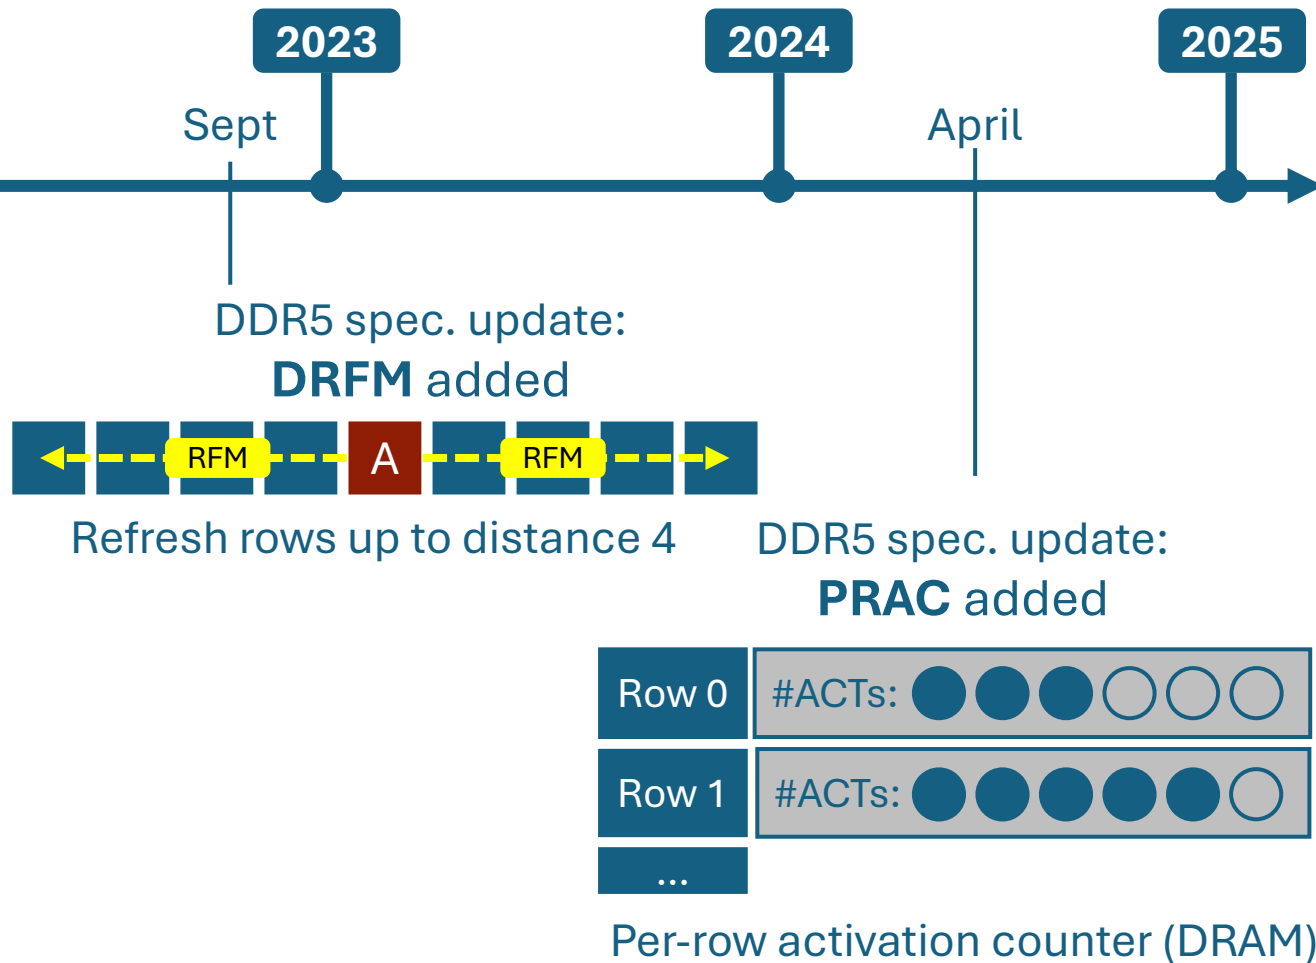 2023
2024
2025
Sept
April
DDR5 spec. update:
DRFM added
RFM
A
RFM
Refresh rows up to distance 4
DDR5 spec. update:
PRAC added
Row 0
#ACTs:
Row 1
#ACTs:
...
Per-row activation counter (DRAM)